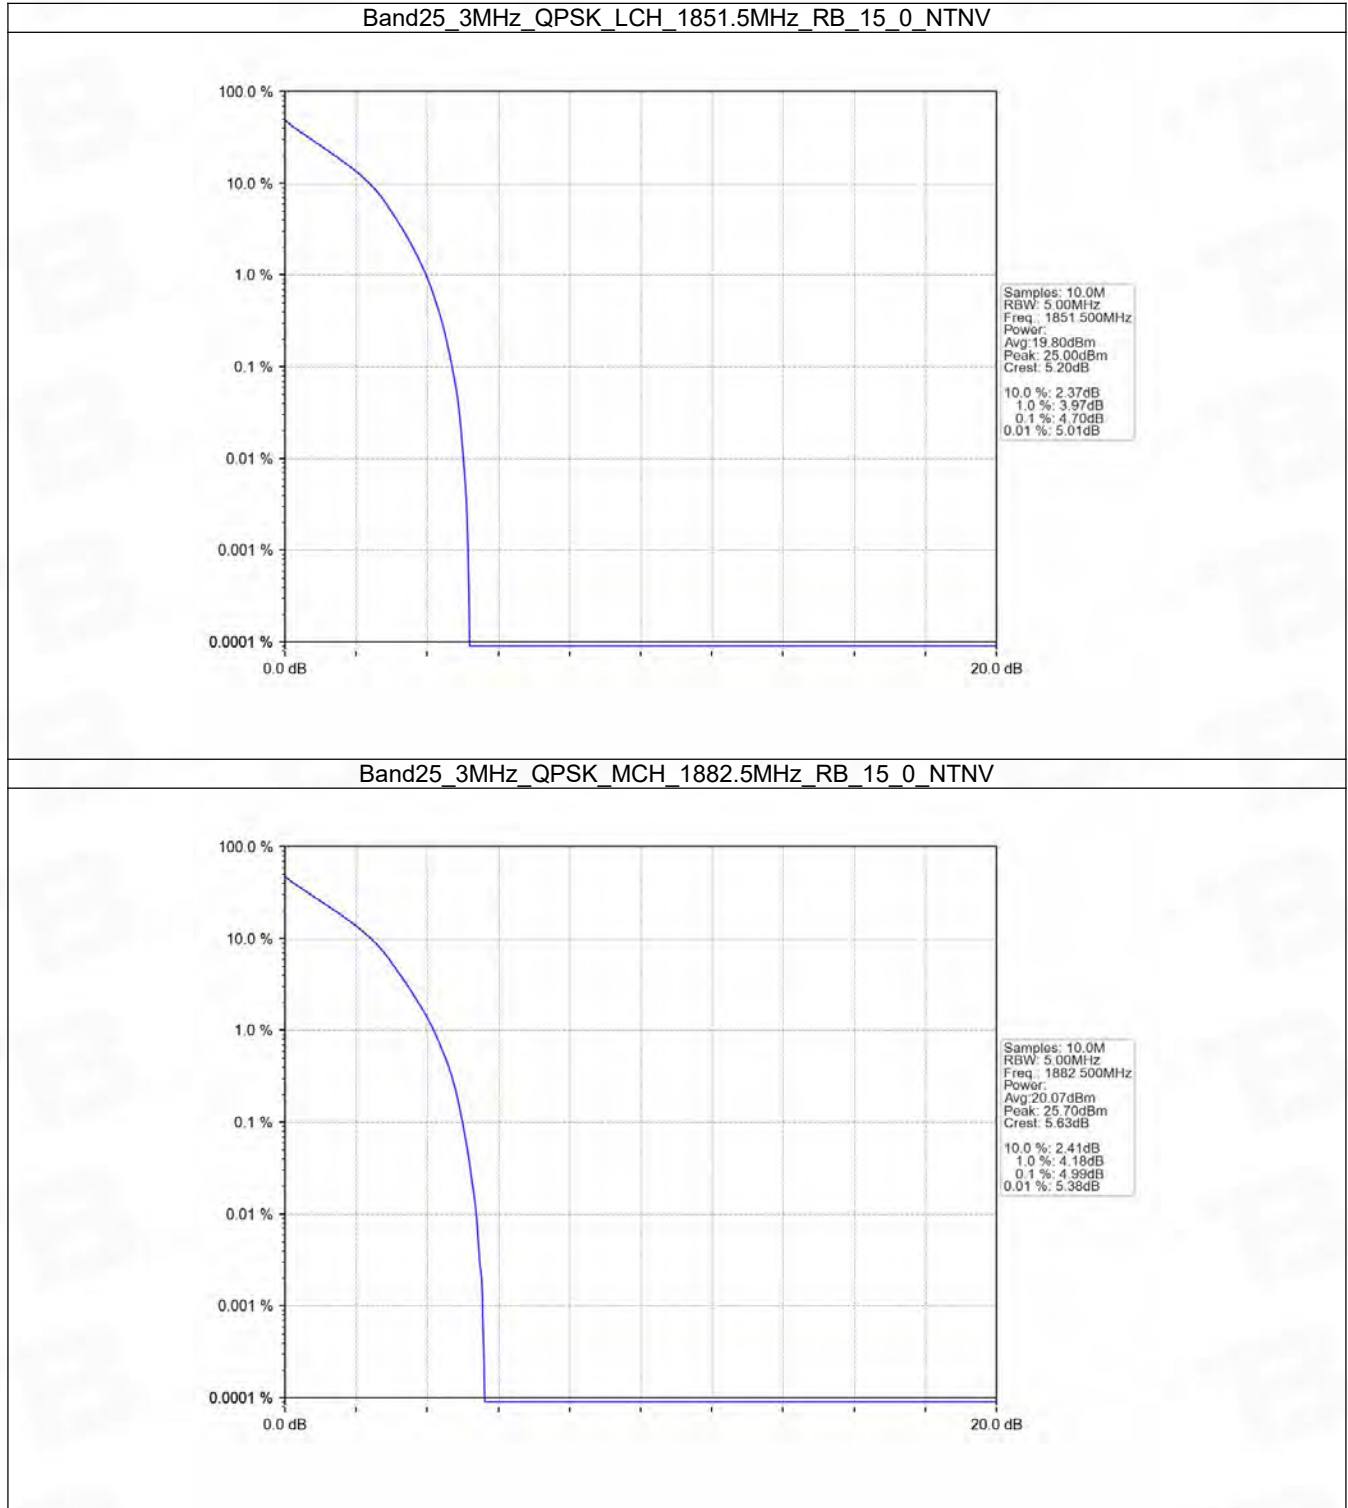 Band25_3MHz_QPSK_LCH_1851.5MHz_RB_15_0_NTNV
100.0 %
10.0 %
1.0 %
0.1 %
0.01 %
0.001 %
0.0001 %
0.0 dB
20.0 dB
Samples: 10.0M
RBW: 5.00MHz
Freq.: 1851.500MHz
Power:
Avg:19.80dBm
Peak: 25.00dBm
Crest: 5.20dB
10.0 %: 2.37dB
1.0 %: 3.97dB
0.1 %: 4.70dB
0.01 %: 5.01dB
Band25_3MHz_QPSK_MCH_1882.5MHz_RB_15_0_NTNV
100.0 %
10.0 %
1.0 %
0.1 %
0.01 %
0.001 %
0.0001 %
0.0 dB
20.0 dB
Samples: 10.0M
RBW: 5.00MHz
Freq.: 1882.500MHz
Power:
Avg:20.07dBm
Peak: 25.70dBm
Crest: 5.63dB
10.0 %: 2.41dB
1.0 %: 4.18dB
0.1 %: 4.99dB
0.01 %: 5.38dB